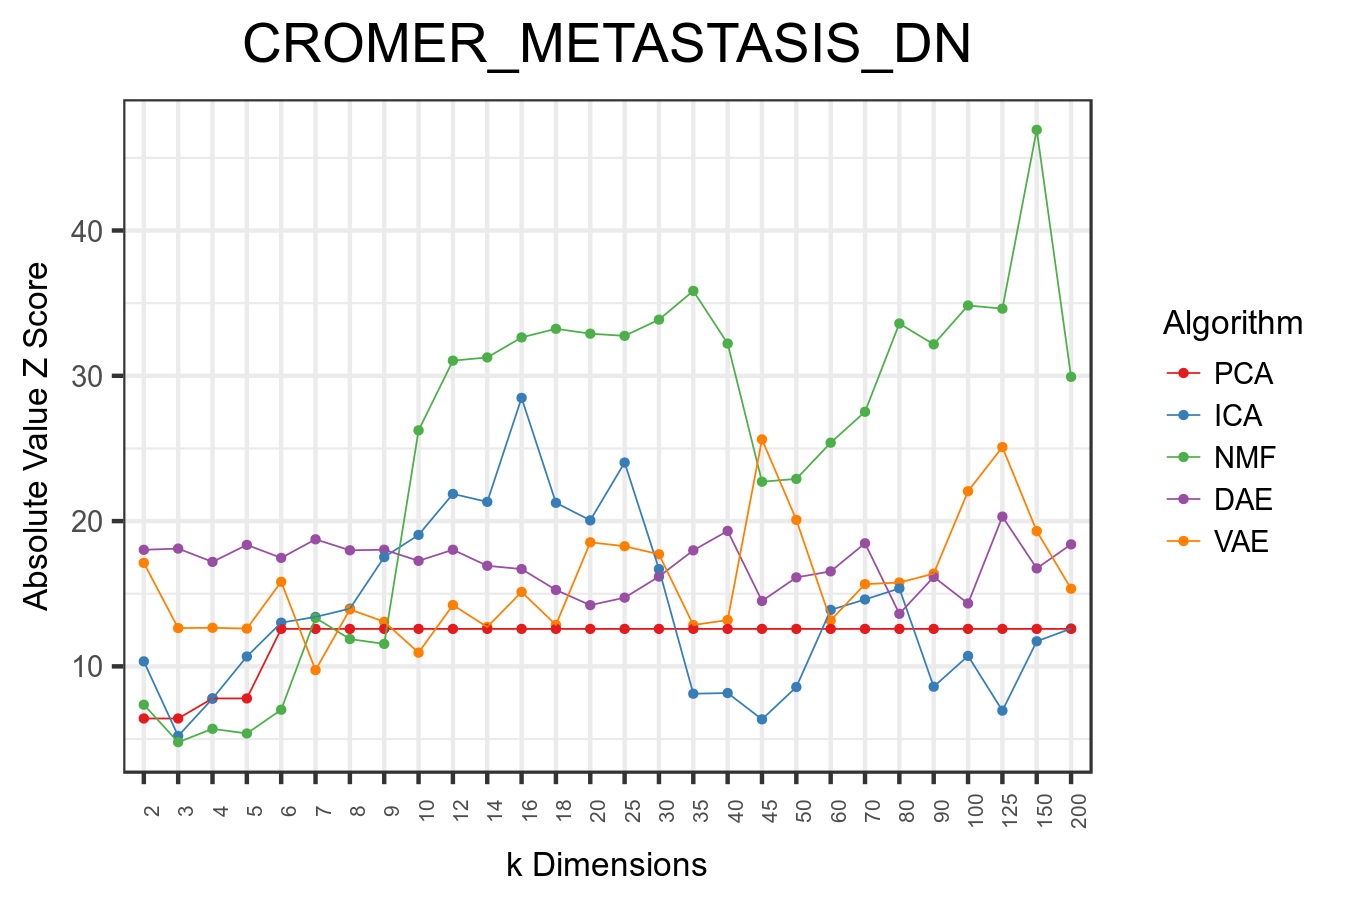 CROMER_METASTASIS_DN
Absolute Value Z Score
40
30
20
10
2 3 4 5 6 7 8 9 10 12 14 16 18 20 25 30 35 40 45 50 60 70 80 90 100 125 150 200
k Dimensions
Algorithm
PCA
ICA
NMF
DAE
VAE